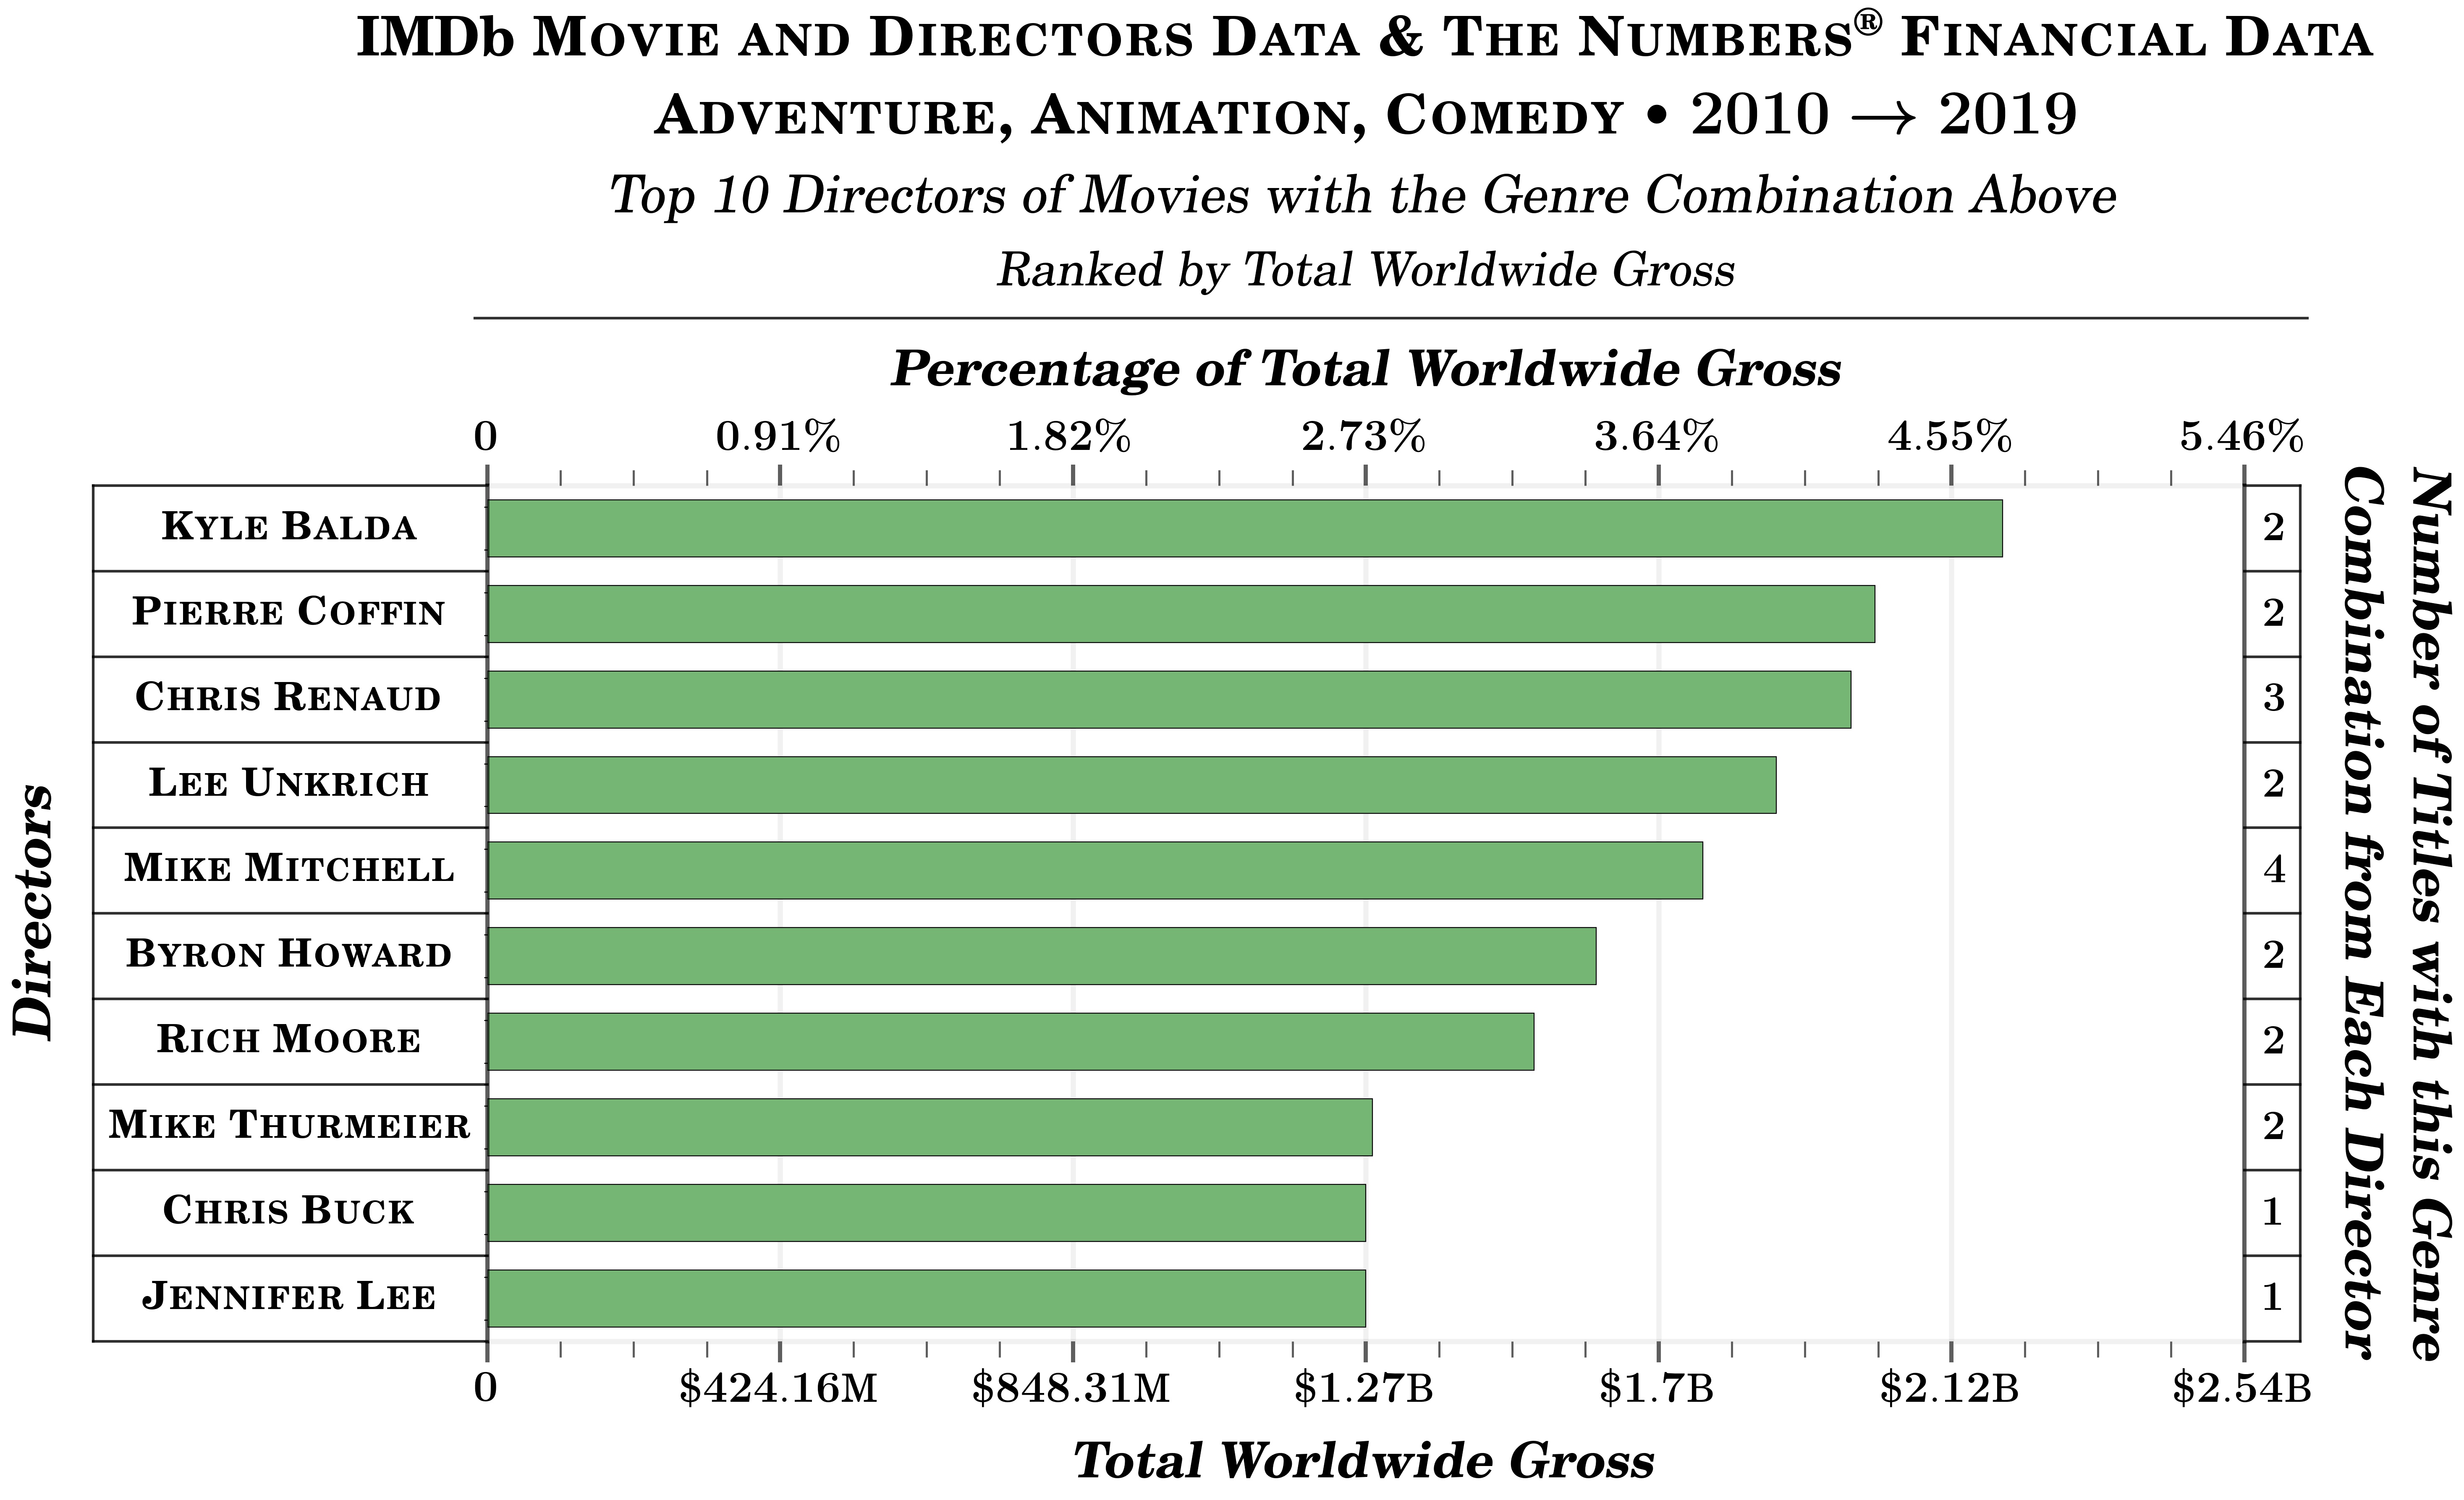 IMDb Movie and Directors Data & The Numbers® Financial Data
Adventure, Animation, Comedy • 2010 → 2019
Top 10 Directors of Movies with the Genre Combination Above
Ranked by Total Worldwide Gross
Percentage of Total Worldwide Gross
0 0.91% 1.82% 2.73% 3.64% 4.55% 5.46%
Directors
Kyle Balda 2
Pierre Coffin 2
Chris Renaud 3
Lee Unkrich 2
Mike Mitchell 4
Byron Howard 2
Rich Moore 2
Mike Thurmeier 2
Chris Buck 1
Jennifer Lee 1
Number of Titles with this Genre
Combination from Each Director
0 $424.16M $848.31M $1.27B $1.7B $2.12B $2.54B
Total Worldwide Gross